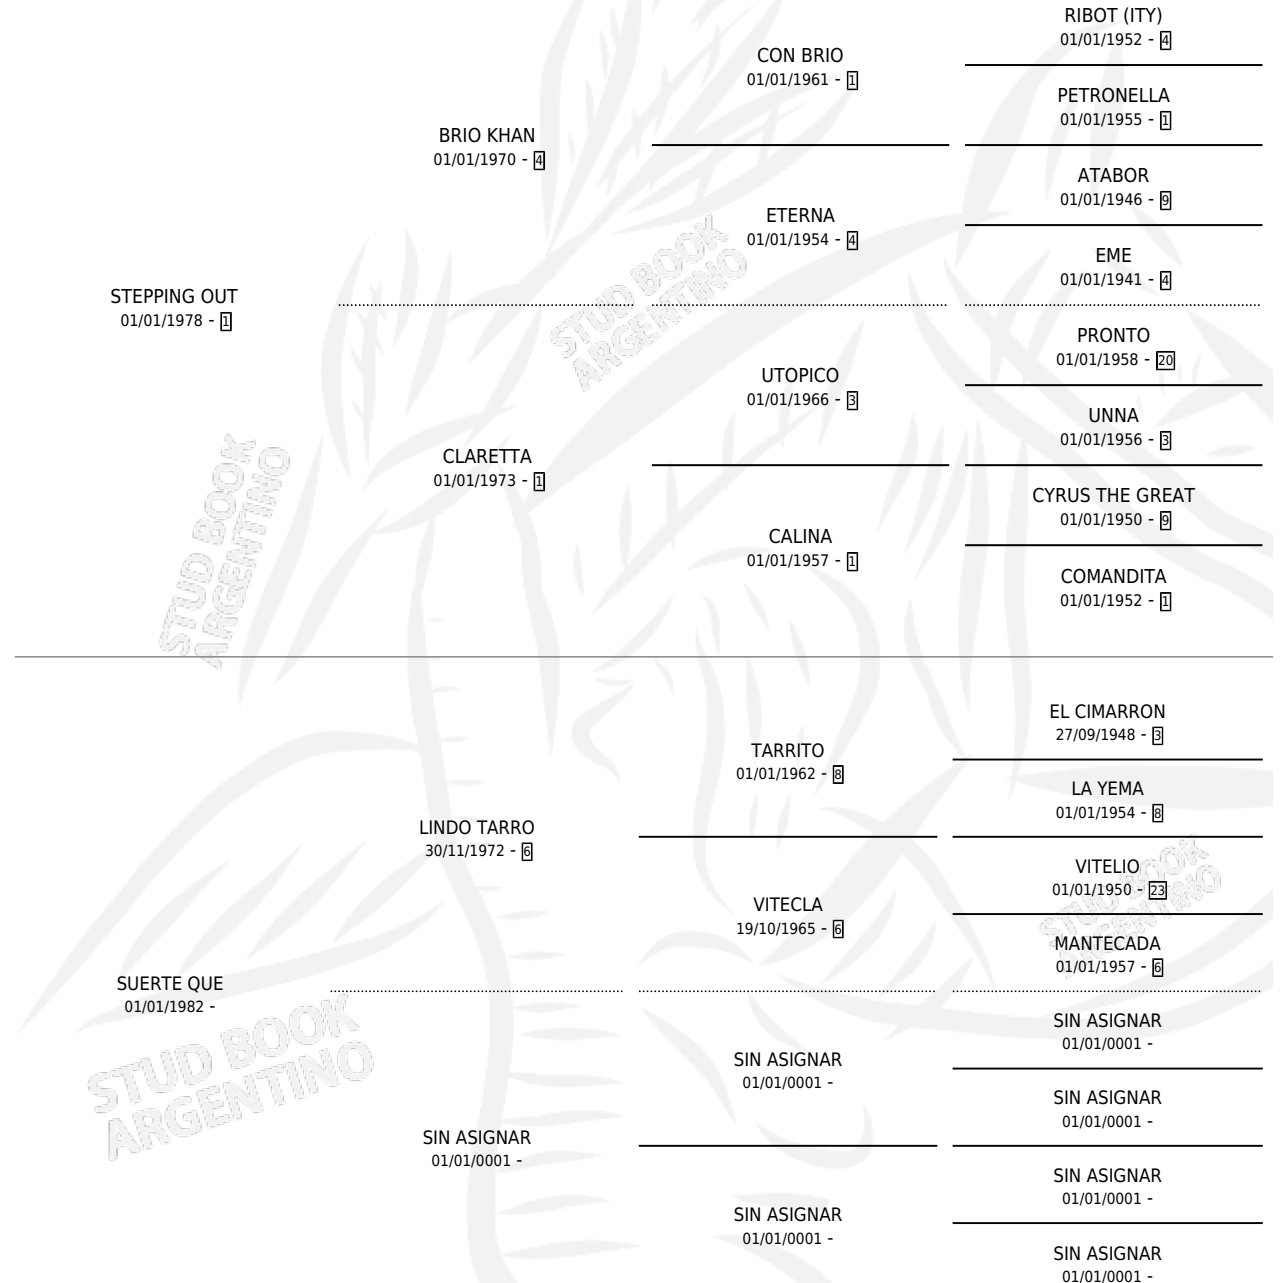 RIBOT (ITY)
01/01/1952 - 4
CON BRIO
01/01/1961 - 1
PETRONELLA
01/01/1955 - 1
BRIO KHAN
01/01/1970 - 4
ATABOR
01/01/1946 - 9
ETERNA
01/01/1954 - 4
EME
01/01/1941 - 4
STEPPING OUT
01/01/1978 - 1
PRONTO
01/01/1958 - 20
UTOPICO
01/01/1966 - 3
UNNA
01/01/1956 - 3
CLARETTA
01/01/1973 - 1
CYRUS THE GREAT
01/01/1950 - 9
CALINA
01/01/1957 - 1
COMANDITA
01/01/1952 - 1
EL CIMARRON
27/09/1948 - 3
TARRITO
01/01/1962 - 8
LA YEMA
01/01/1954 - 8
LINDO TARRO
30/11/1972 - 6
VITELIO
01/01/1950 - 23
VITECLA
19/10/1965 - 6
MANTECADA
01/01/1957 - 6
SUERTE QUE
01/01/1982 -
SIN ASIGNAR
01/01/0001 -
SIN ASIGNAR
01/01/0001 -
SIN ASIGNAR
01/01/0001 -
SIN ASIGNAR
01/01/0001 -
SIN ASIGNAR
01/01/0001 -
SIN ASIGNAR
01/01/0001 -
SIN ASIGNAR
01/01/0001 -
STUD BOOK
ARGENTINO
STUD BOOK
ARGENTINO
STUD BOOK
ARGENTINO
STUD BOOK
ARGENTINO